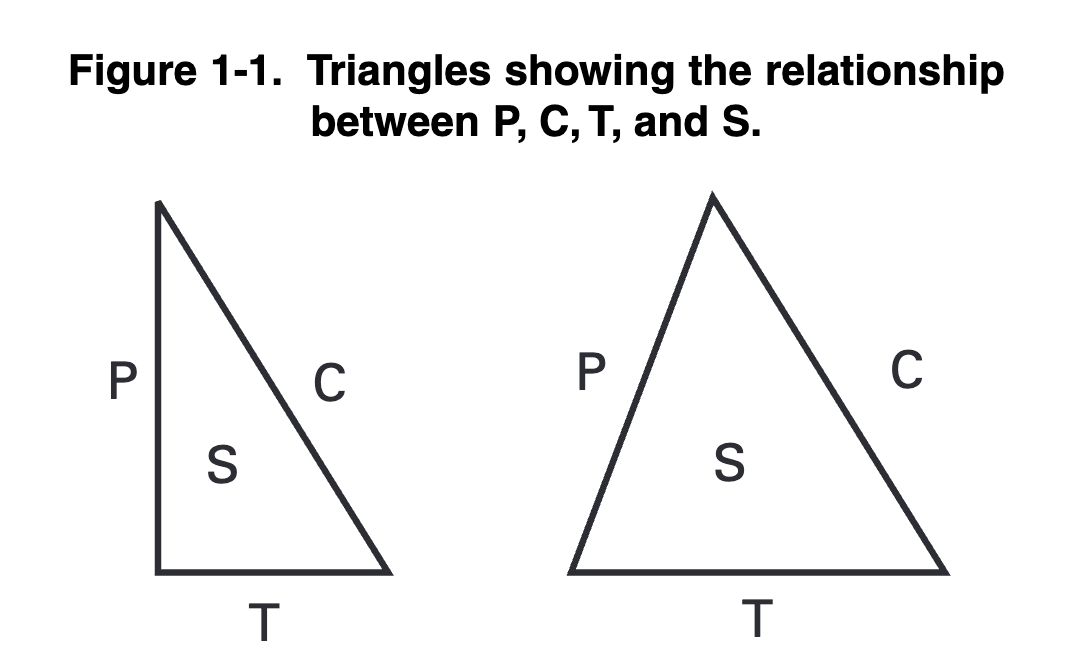 Figure 1-1. Triangles showing the relationship
between P, C, T, and S.
P
C
S
T
P
C
S
T